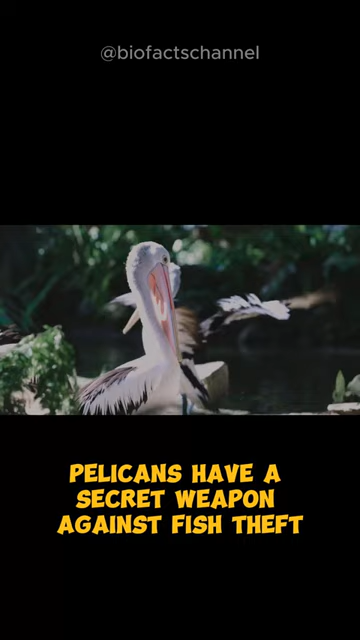 @biofactschannel
PELICANS HAVE A
SECRET WEAPON
AGAINST FISH THEFT